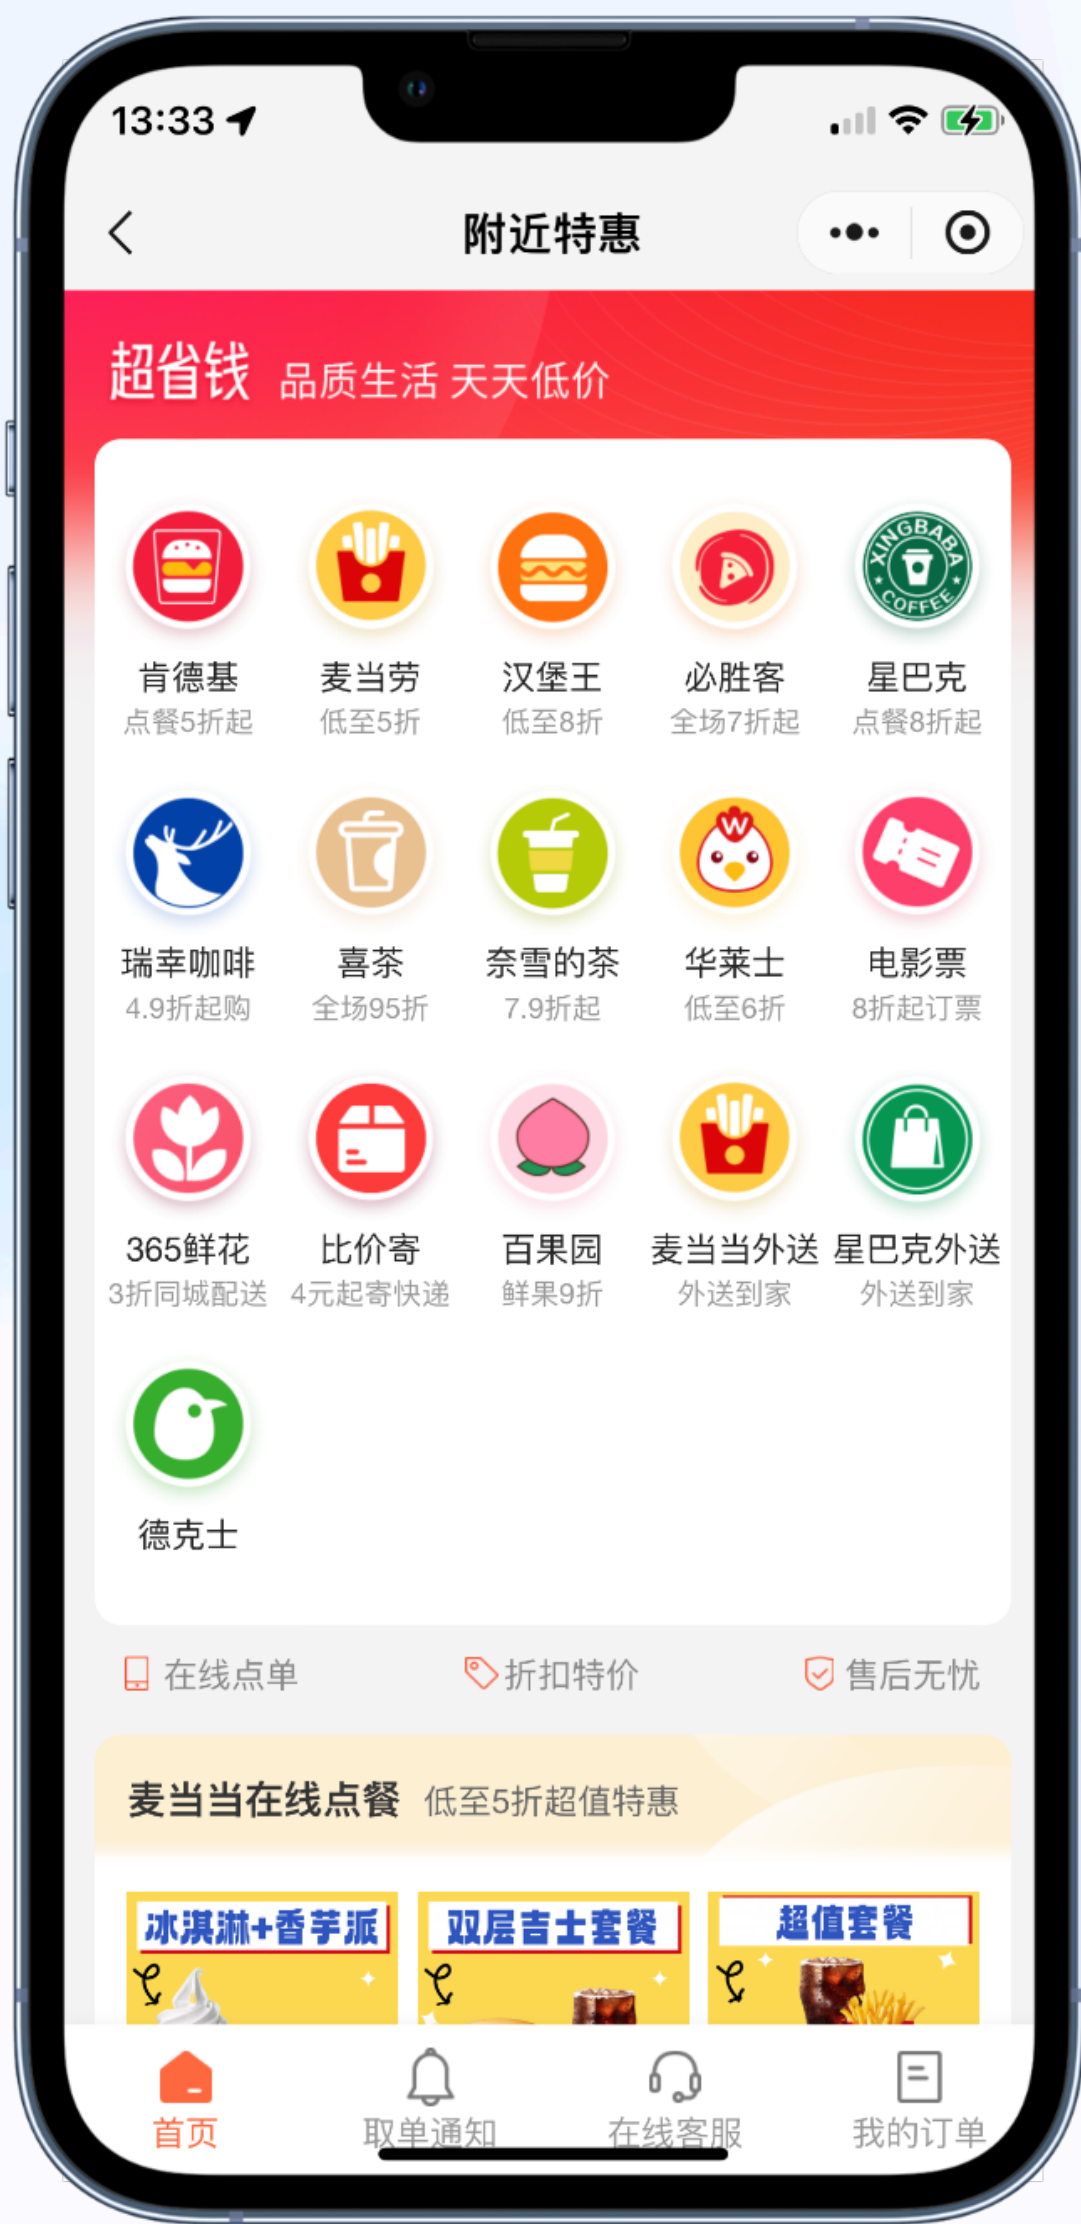 13:33
附近特惠
超省钱 品质生活 天天低价
XINGBABA COFFEE
肯德基 麦当劳 汉堡王 必胜客 星巴克
点餐5折起 低至5折 低至8折 全场7折起 点餐8折起
W
瑞幸咖啡 喜茶 奈雪的茶 华莱士 电影票
4.9折起购 全场95折 7.9折起 低至6折 8折起订票
365鲜花 比价寄 百果园 麦当当外送 星巴克外送
3折同城配送 4元起寄快递 鲜果9折 外送到家 外送到家
德克士
在线点单 折扣特价 售后无忧
麦当当在线点餐 低至5折超值特惠
冰淇淋+香芋派 双层吉士套餐 超值套餐
首页 取单通知 在线客服 我的订单